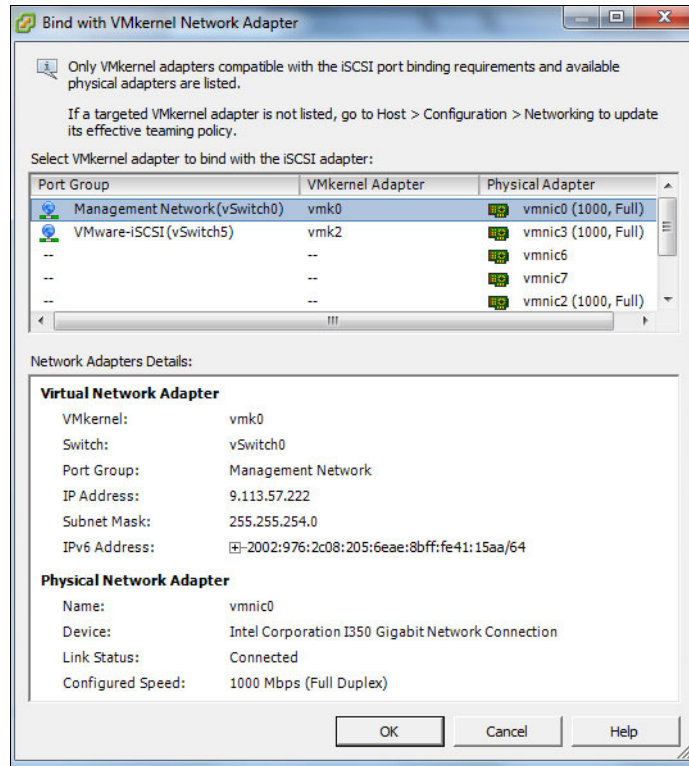 Bind with VMkernel Network Adapter
Only VMkernel adapters compatible with the iSCSI port binding requirements and available
physical adapters are listed.
If a targeted VMkernel adapter is not listed, go to Host > Configuration > Networking to update
its effective teaming policy.
Select VMkernel adapter to bind with the iSCSI adapter:
Port Group VMkernel Adapter Physical Adapter
Management Network (vSwitch0) vmk0 vmnic0 (1000, Full)
VMware-iSCSI (vSwitch5) vmk2 vmnic3 (1000, Full)
-- -- vmnic6
-- -- vmnic7
-- -- vmnic2 (1000, Full)
Network Adapters Details:
Virtual Network Adapter
VMkernel: vmk0
Switch: vSwitch0
Port Group: Management Network
IP Address: 9.113.57.222
Subnet Mask: 255.255.254.0
IPv6 Address: 2002:976:2c08:205:6eae:8bff:fe41:15aa/64
Physical Network Adapter
Name: vmnic0
Device: Intel Corporation I350 Gigabit Network Connection
Link Status: Connected
Configured Speed: 1000 Mbps (Full Duplex)
OK Cancel Help